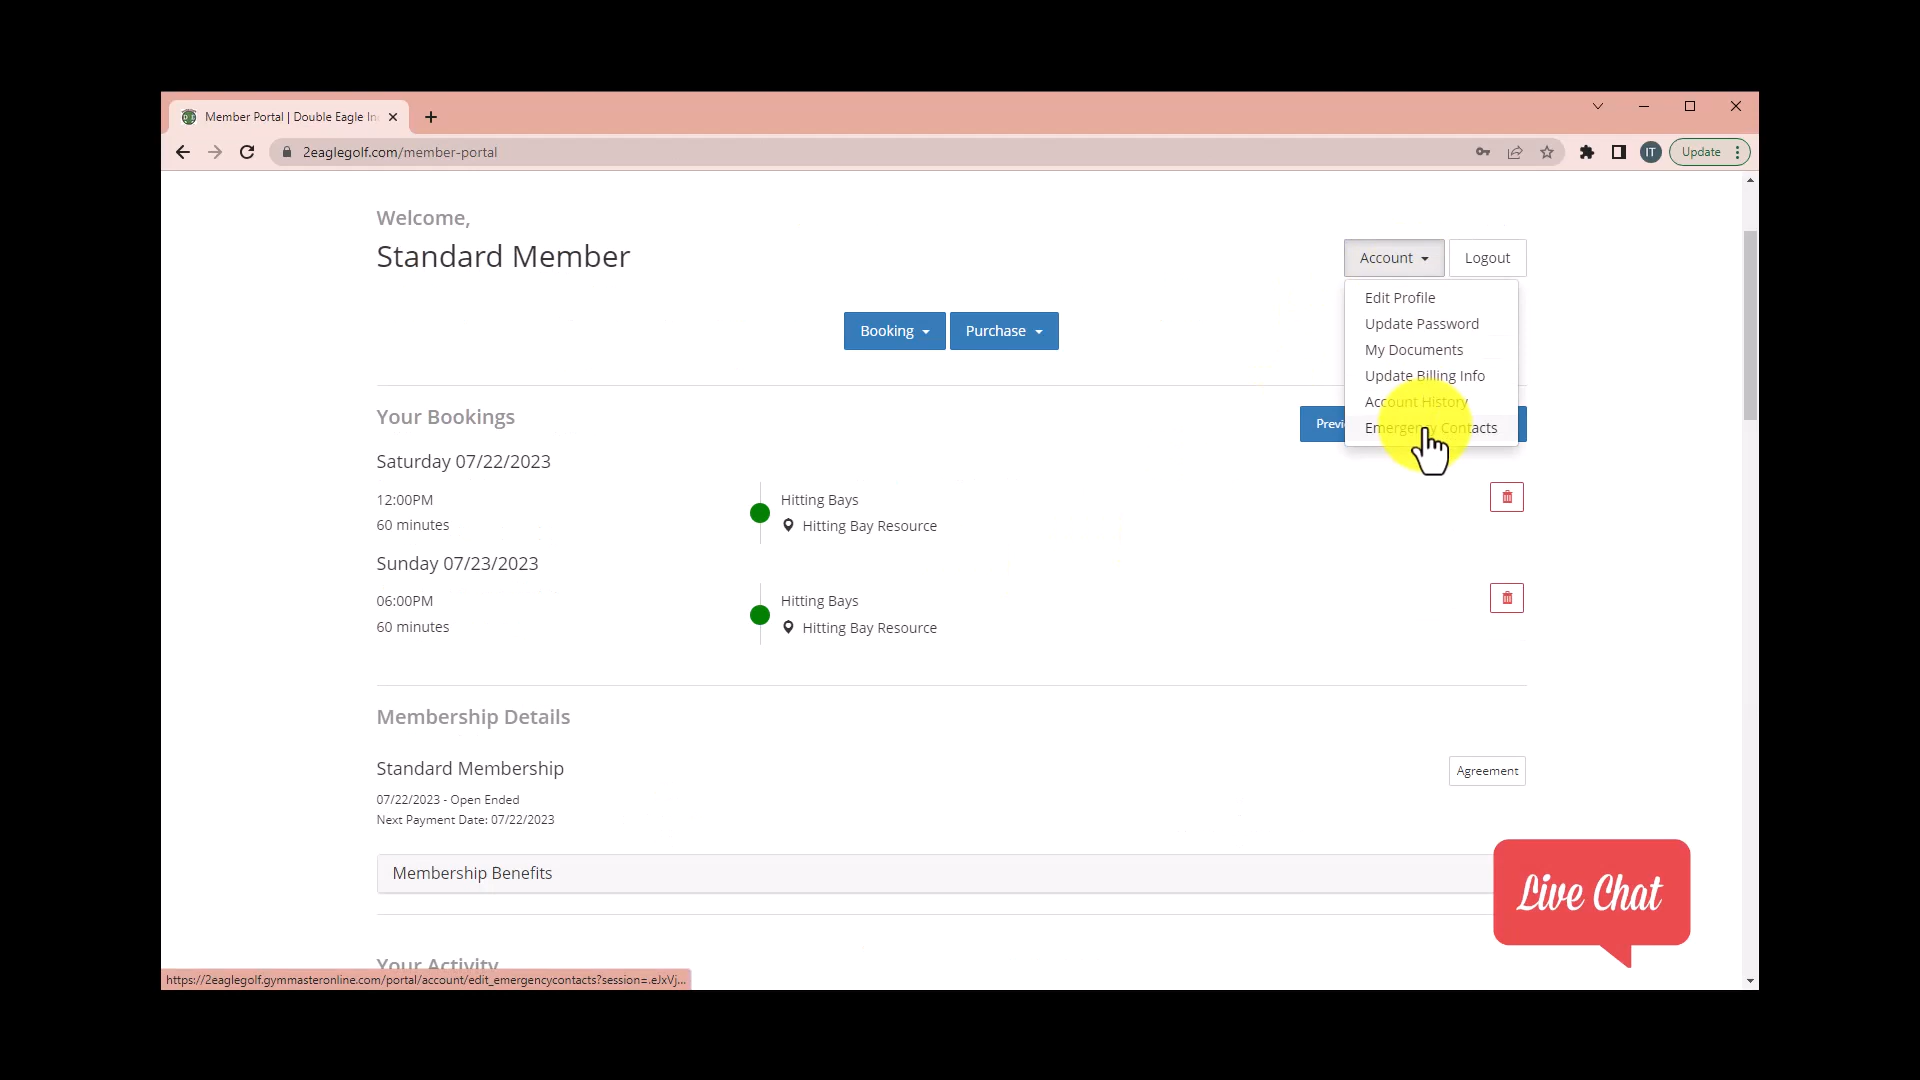 Member Portal | Double Eagle In
2eaglegolf.com/member-portal
IT
Update
Welcome,
Standard Member
Account
Logout
Edit Profile
Update Password
My Documents
Update Billing Info
Account History
Emergency Contacts
Booking
Purchase
Your Bookings
Previ
Saturday 07/22/2023
12:00PM
Hitting Bays
60 minutes
Hitting Bay Resource
Sunday 07/23/2023
06:00PM
Hitting Bays
60 minutes
Hitting Bay Resource
Membership Details
Standard Membership
Agreement
07/22/2023 - Open Ended
Next Payment Date: 07/22/2023
Membership Benefits
Live Chat
Your Activity
https://2eaglegolf.gymmasteronline.com/portal/account/edit_emergencycontacts?session=.eJxVj...